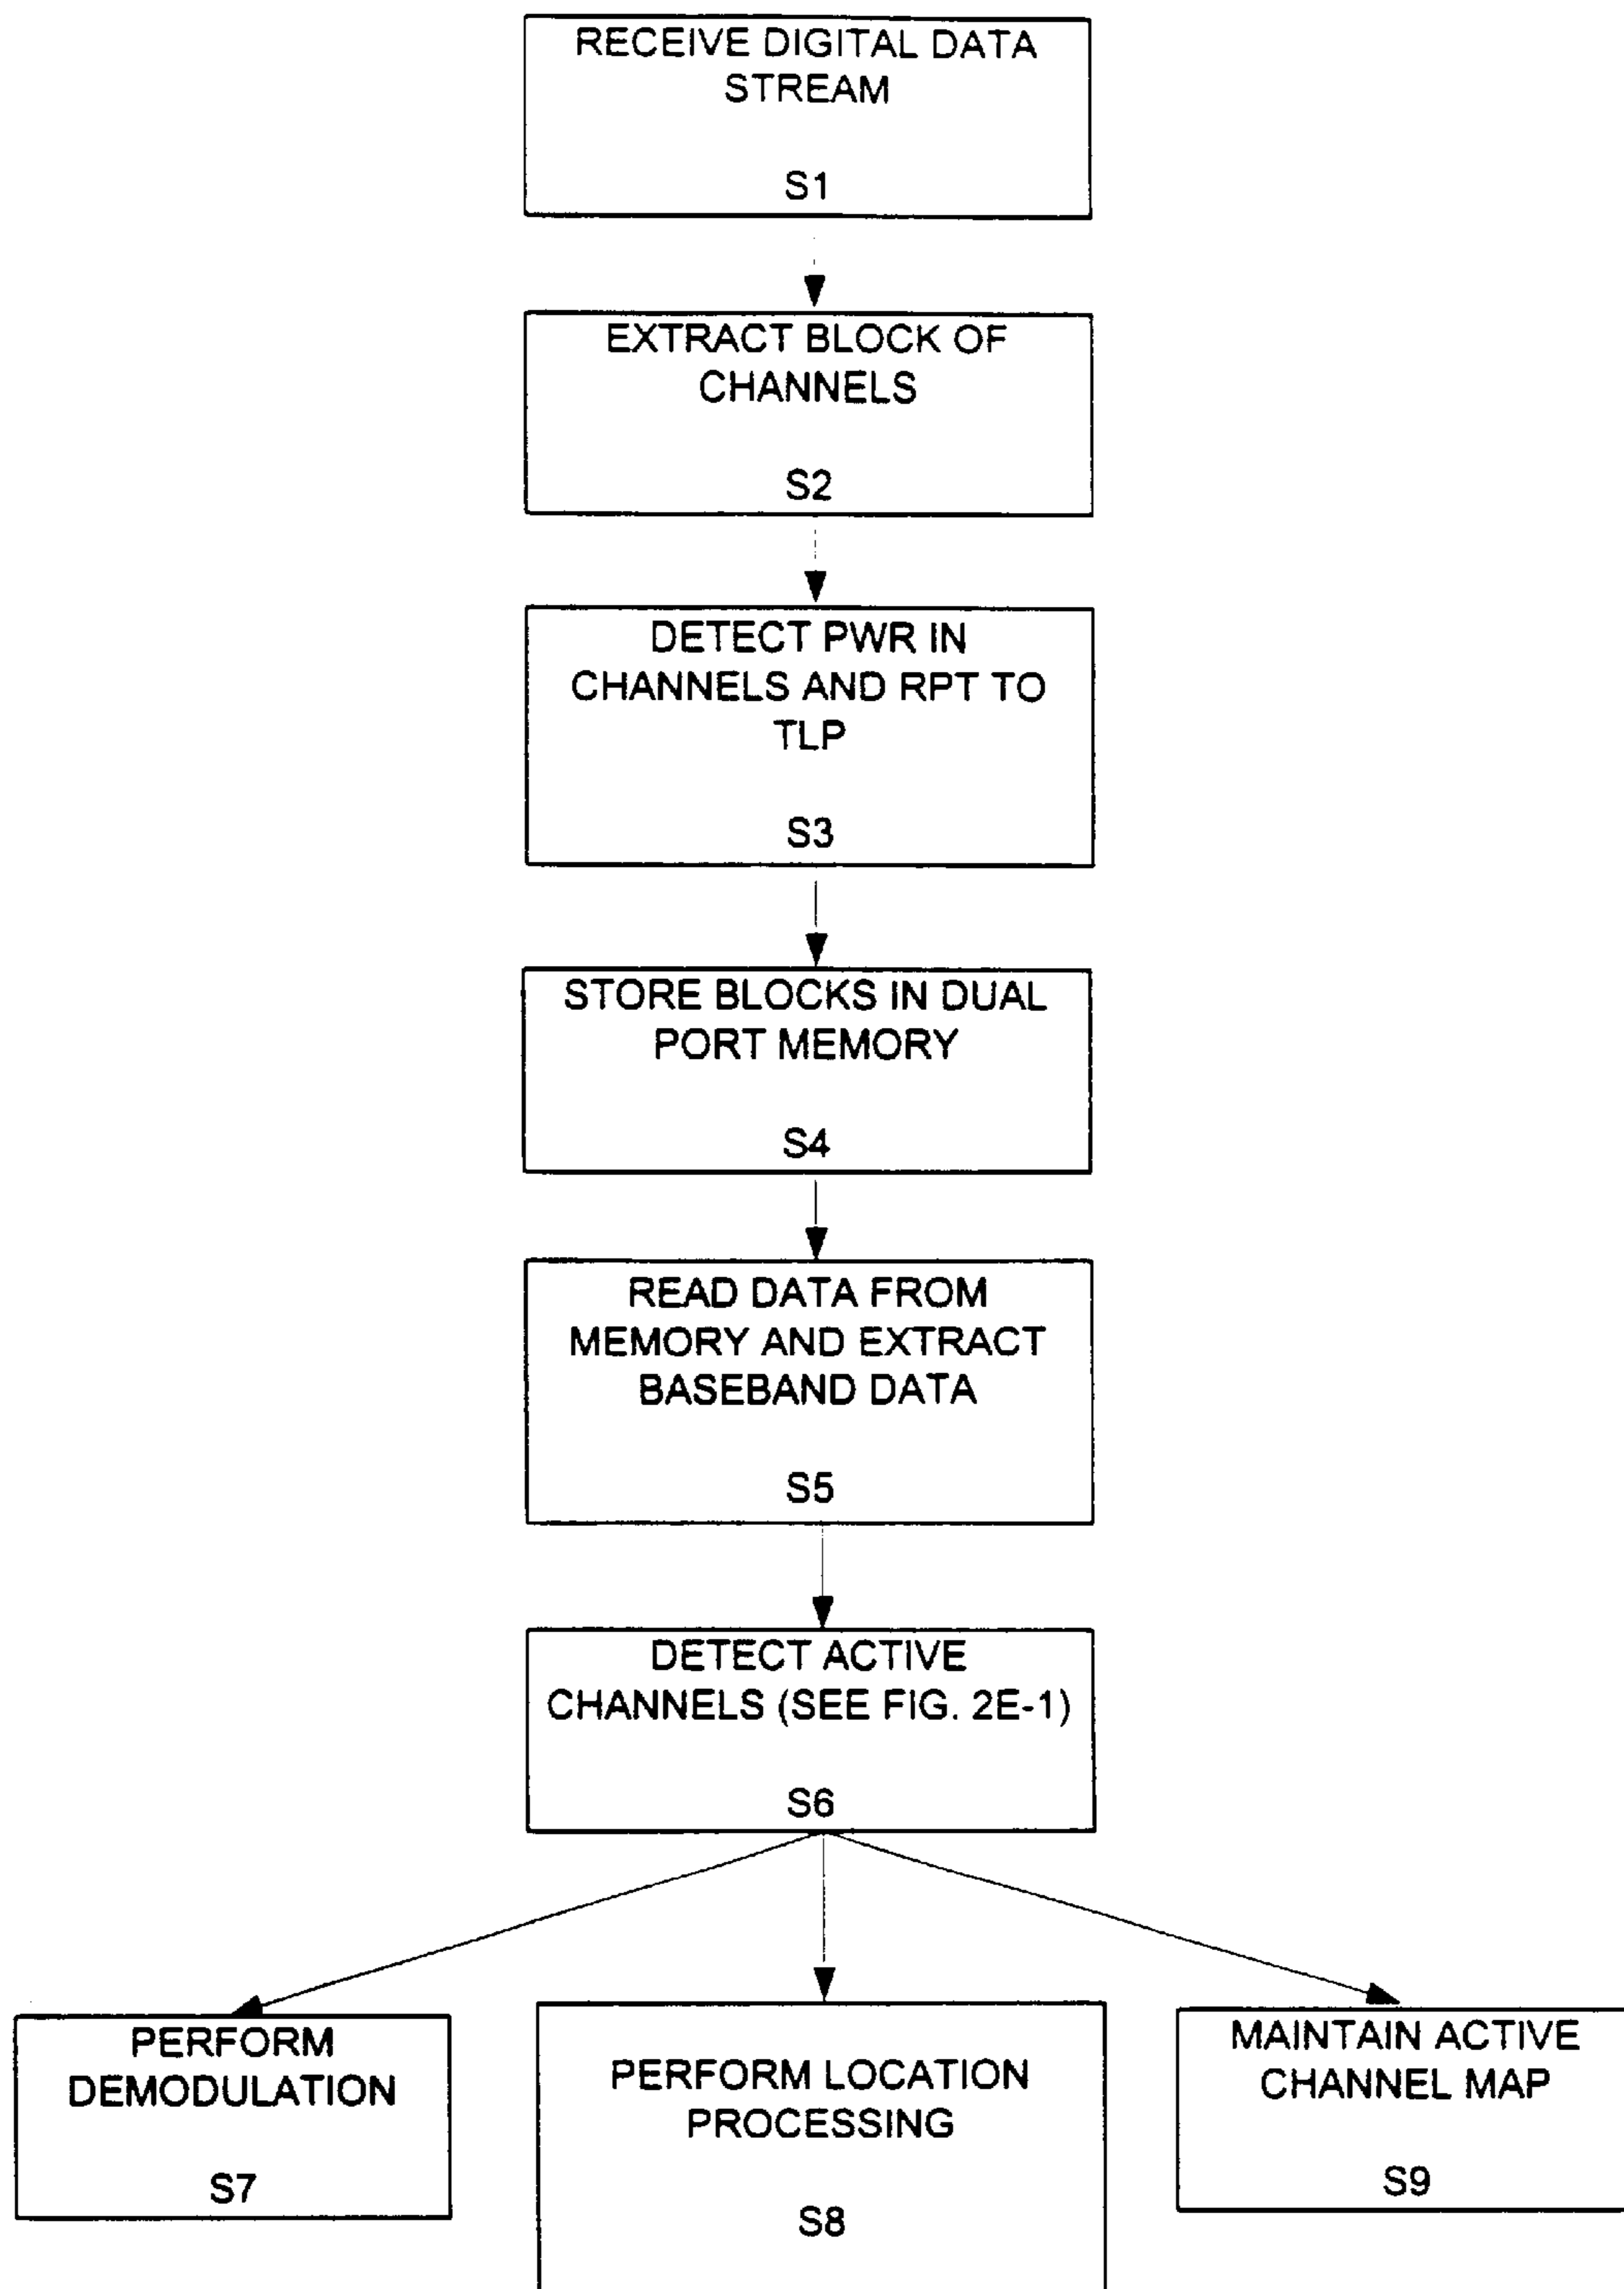 RECEIVE DIGITAL DATA
STREAM
S1
EXTRACT BLOCK OF
CHANNELS
S2
DETECT PWR IN
CHANNELS AND RPT TO
TLP
S3
STORE BLOCKS IN DUAL
PORT MEMORY
S4
READ DATA FROM
MEMORY AND EXTRACT
BASEBAND DATA
S5
DETECT ACTIVE
CHANNELS (SEE FIG. 2E-1)
S6
PERFORM
DEMODULATION
S7
PERFORM LOCATION
PROCESSING
S8
MAINTAIN ACTIVE
CHANNEL MAP
S9